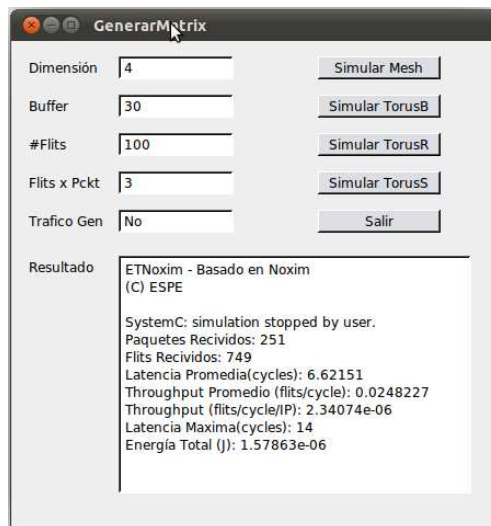 GenerarMatrix
Dimensión 4 Simular Mesh
Buffer 30 Simular TorusB
#Flits 100 Simular TorusR
Flits x Pckt 3 Simular TorusS
Trafico Gen No Salir
Resultado
ETNoxim - Basado en Noxim
(C) ESPE
SystemC: simulation stopped by user.
Paquetes Recividos: 251
Flits Recividos: 749
Latencia Promedia(cycles): 6.62151
Throughput Promedio (flits/cycle): 0.0248227
Throughput (flits/cycle/IP): 2.34074e-06
Latencia Maxima(cycles): 14
Energía Total (J): 1.57863e-06